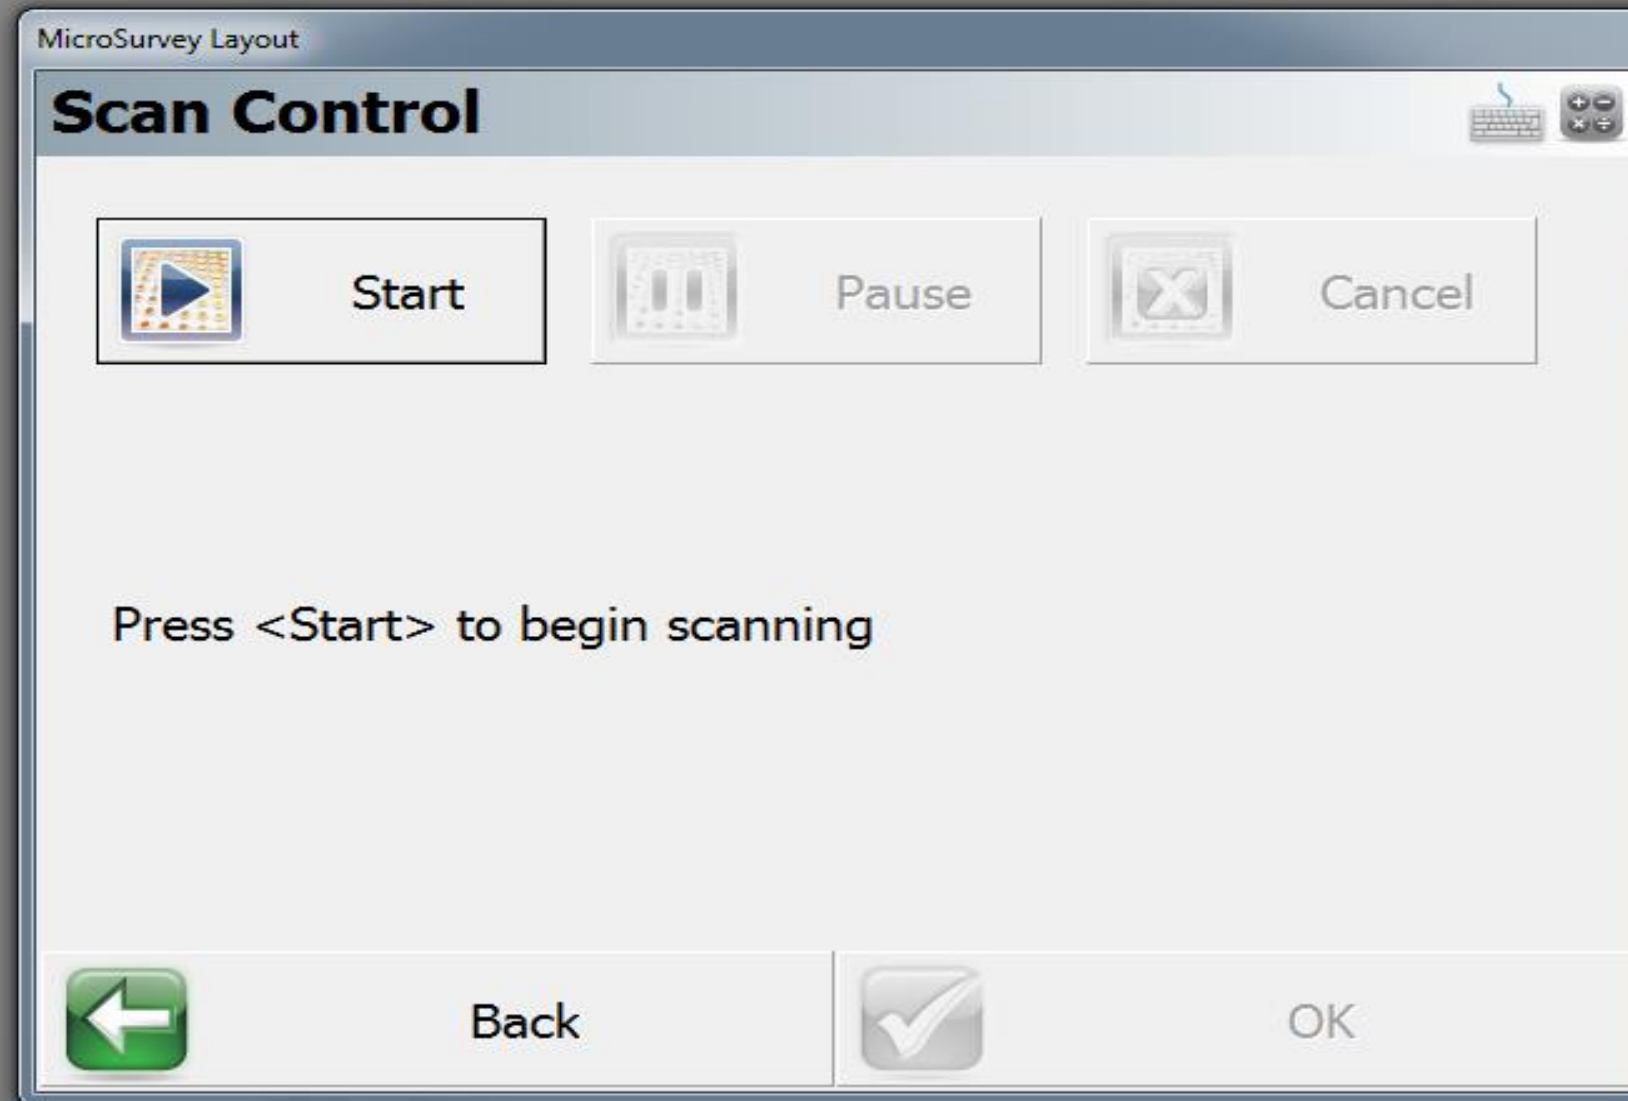 MicroSurvey Layout
Scan Control
Start Pause Cancel
Press <Start> to begin scanning
Back OK